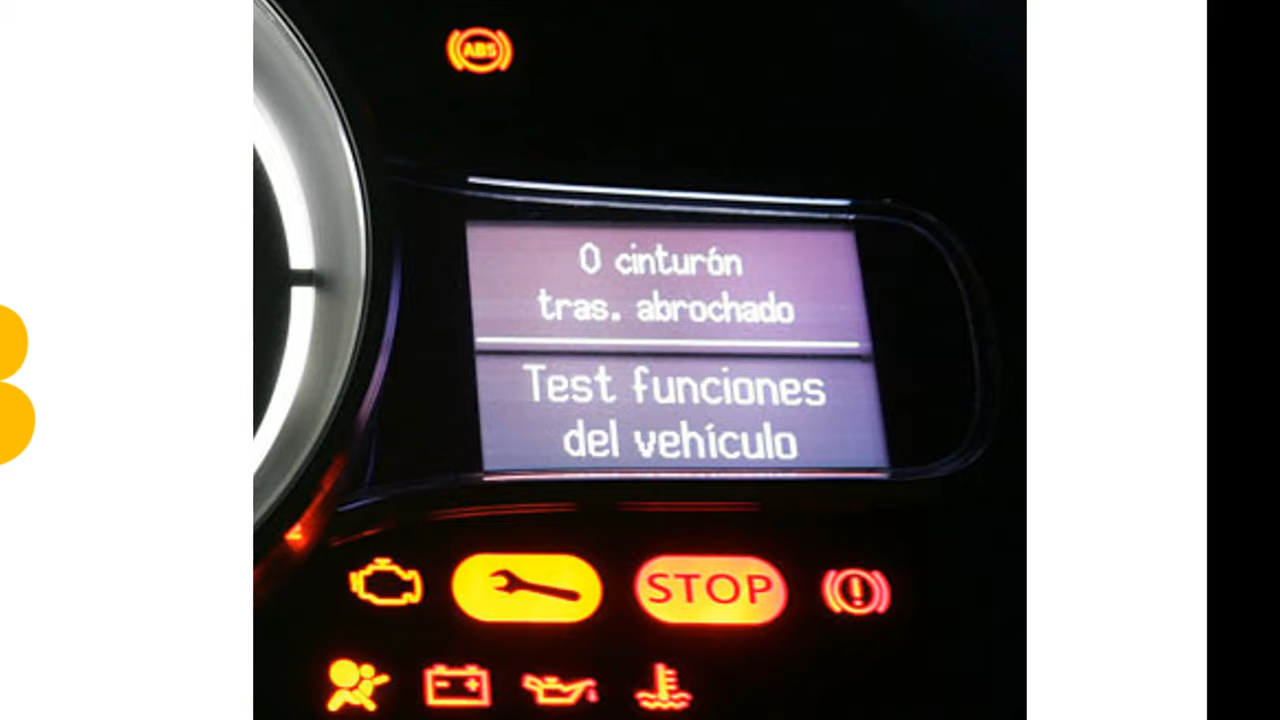 ABS
0 cinturón
tras. abrochado
Test funciones
del vehículo
STOP